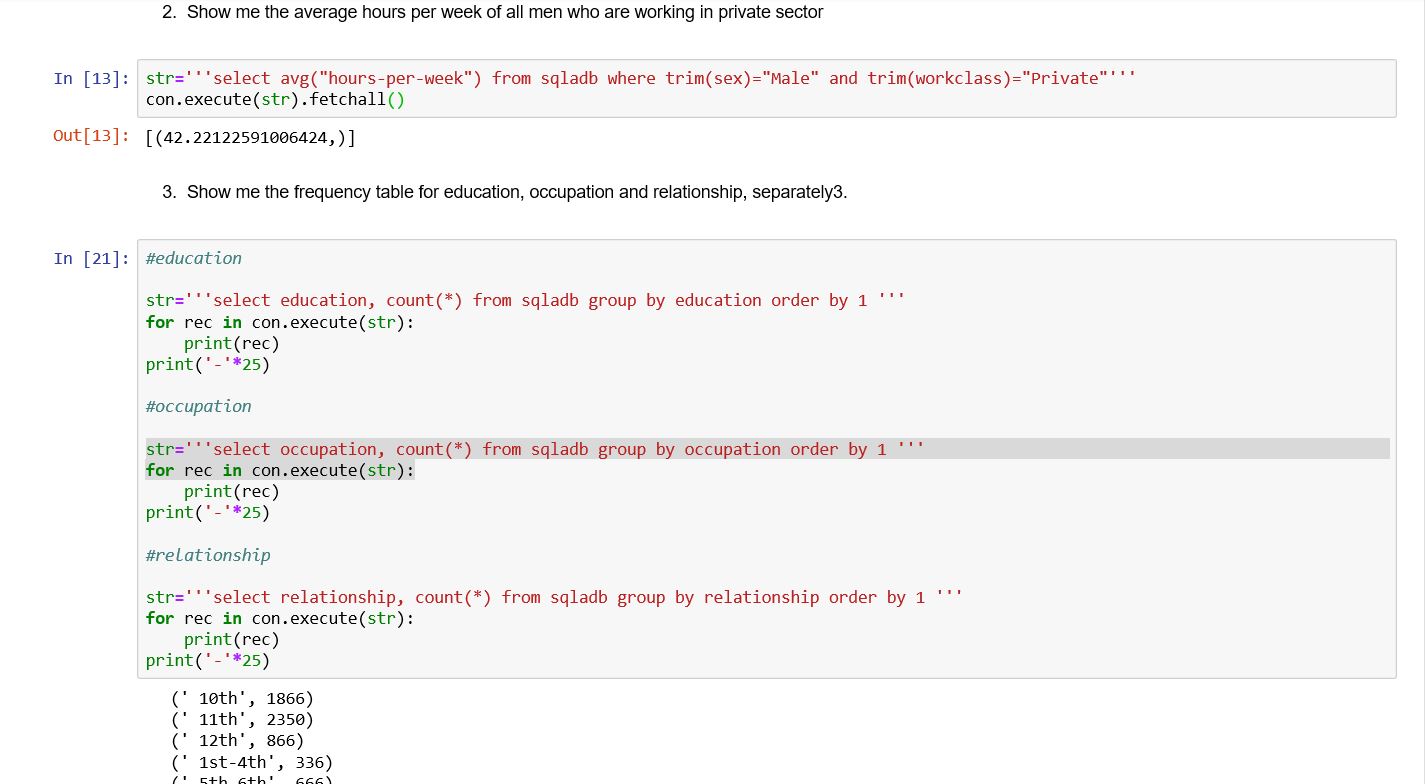 2. Show me the average hours per week of all men who are working in private sector
In [13]: str='''select avg("hours-per-week") from sqladb where trim(sex)="Male" and trim(workclass)="Private"'''
con.execute(str).fetchall()
Out[13]: [(42.22122591006424,)]
3. Show me the frequency table for education, occupation and relationship, separately3.
In [21]: #education
str='''select education, count(*) from sqladb group by education order by 1 '''
for rec in con.execute(str):
    print(rec)
print('-'*25)
#occupation
str='''select occupation, count(*) from sqladb group by occupation order by 1 '''
for rec in con.execute(str):
    print(rec)
print('-'*25)
#relationship
str='''select relationship, count(*) from sqladb group by relationship order by 1 '''
for rec in con.execute(str):
    print(rec)
print('-'*25)
(' 10th', 1866)
(' 11th', 2350)
(' 12th', 866)
(' 1st-4th', 336)
(' 5th-6th', 666)